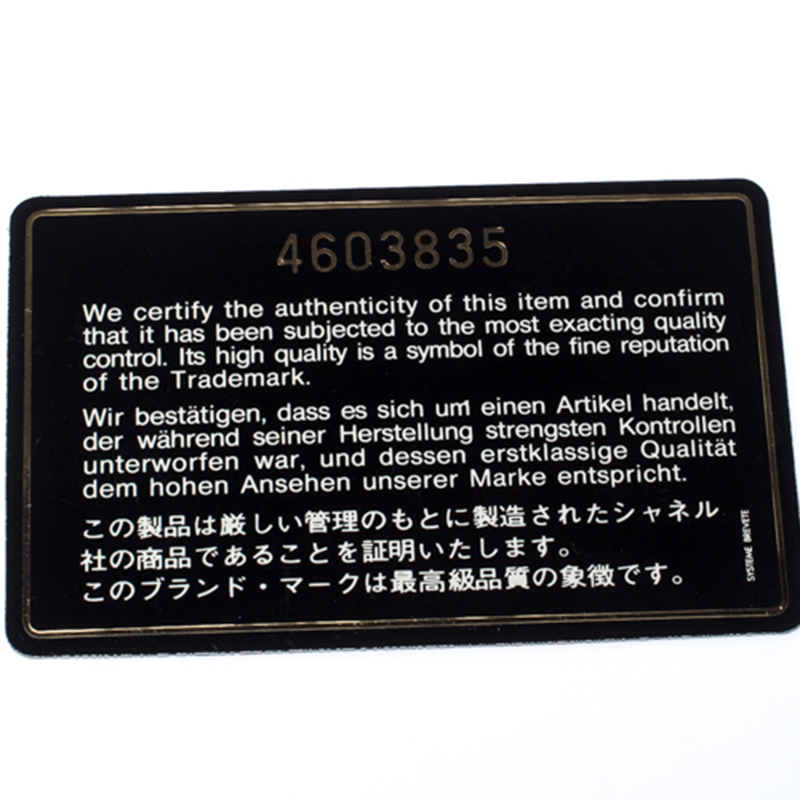 4603835
We certify the authenticity of this item and confirm
that it has been subjected to the most exacting quality
control. Its high quality is a symbol of the fine reputation
of the Trademark.
Wir bestätigen, dass es sich um einen Artikel handelt,
der während seiner Herstellung strengsten Kontrollen
unterworfen war, und dessen erstklassige Qualität
dem hohen Ansehen unserer Marke entspricht.
この製品は厳しい管理のもとに製造されたシャネル
社の商品であることを証明いたします。
このブランド・マークは最高級品質の象徴です。
SYSTEME BREVETE